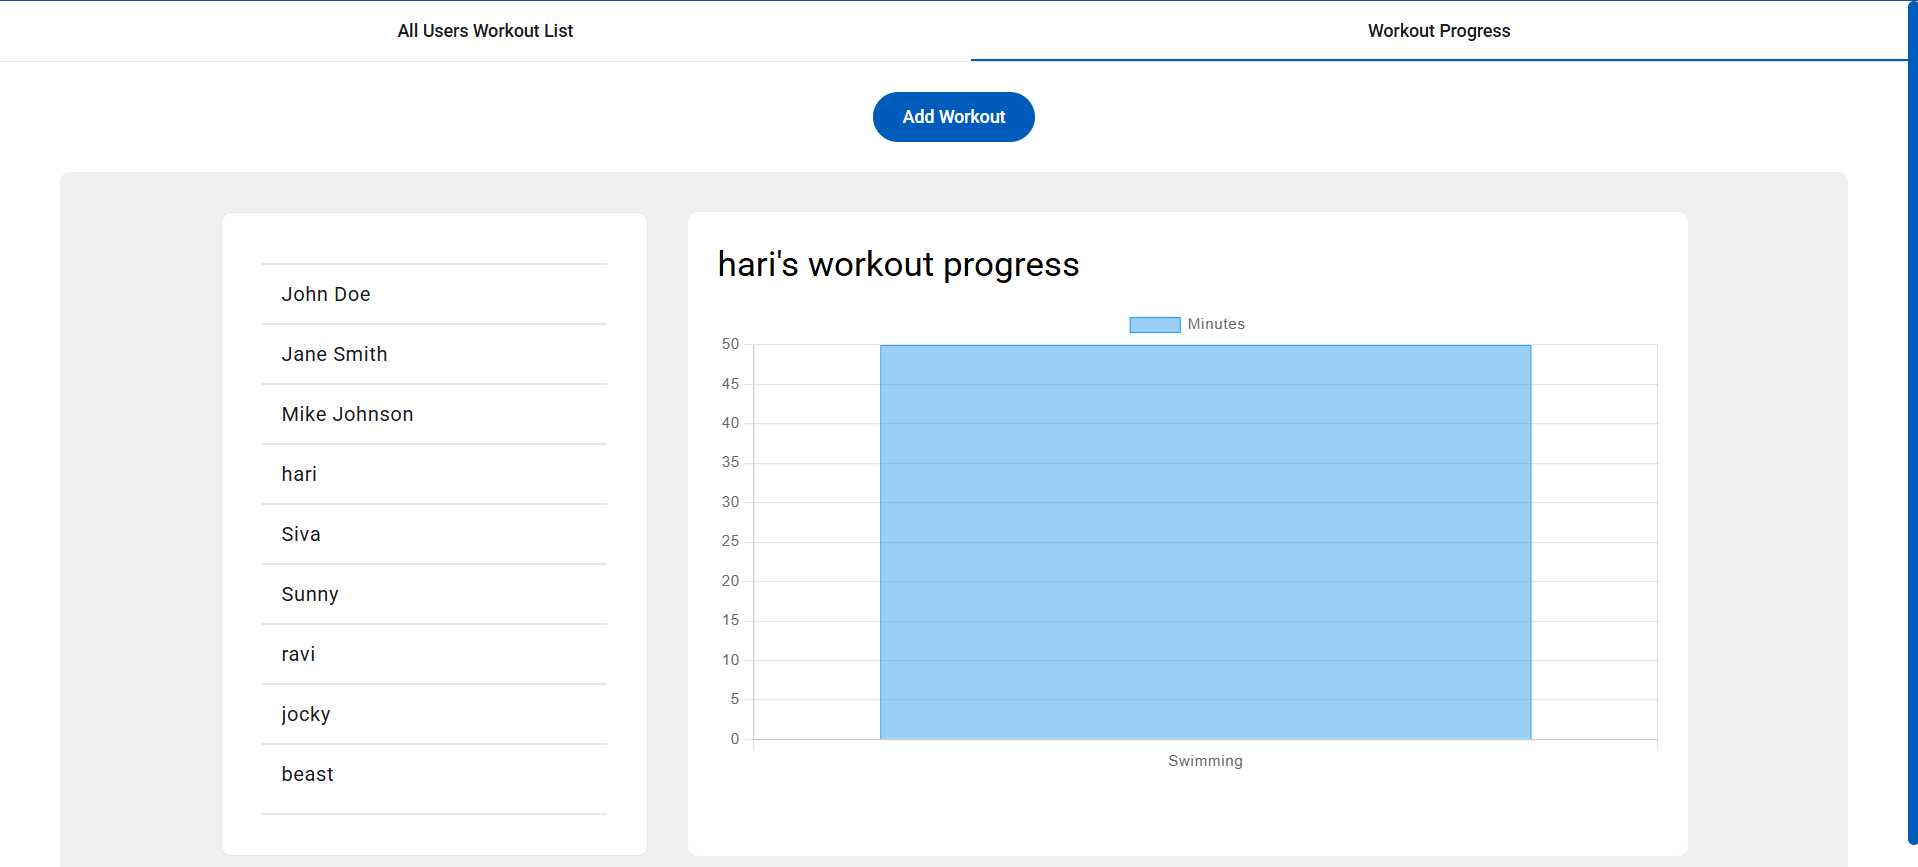 All Users Workout List
Workout Progress
Add Workout
John Doe
Jane Smith
Mike Johnson
hari
Siva
Sunny
ravi
jocky
beast
hari's workout progress
Minutes
50
45
40
35
30
25
20
15
10
5
0
Swimming